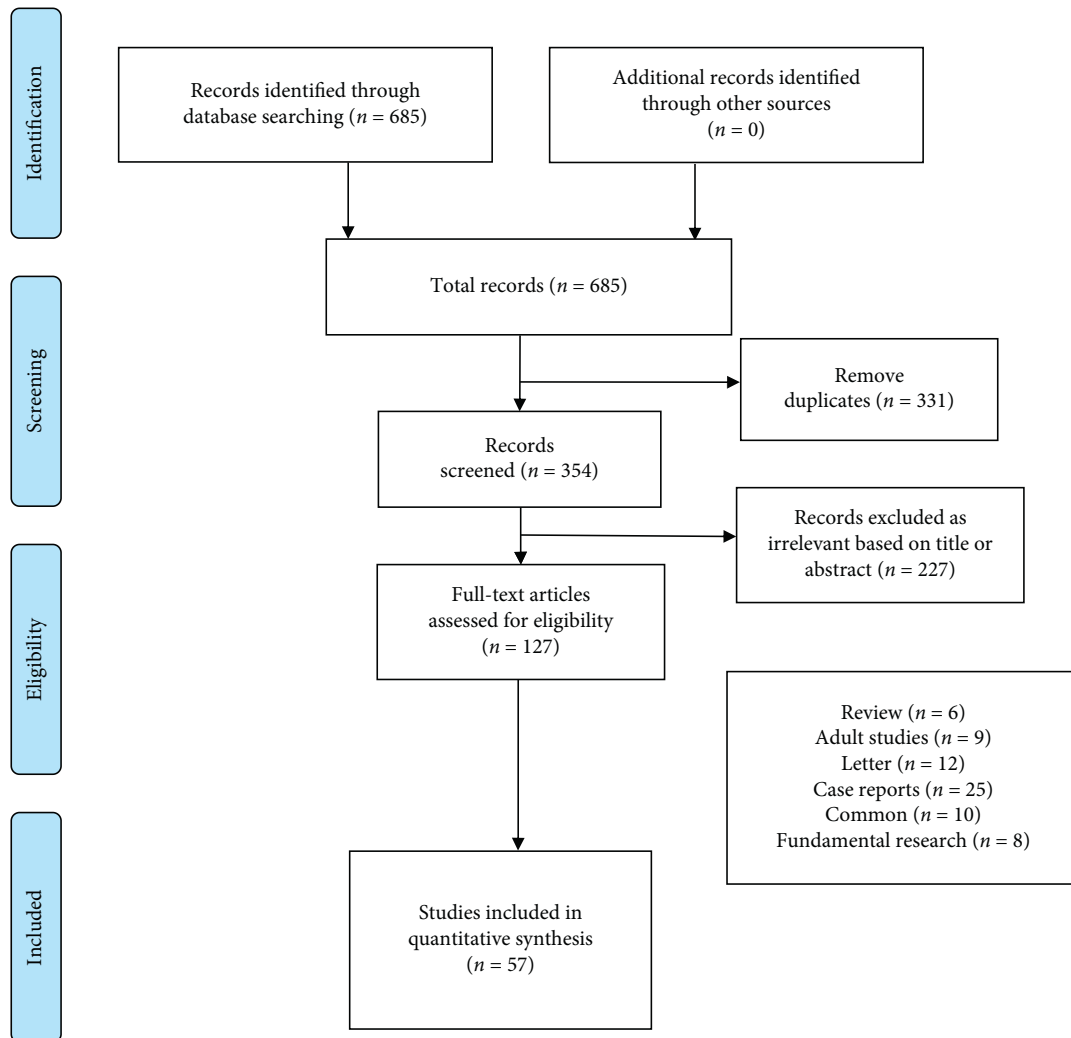 Identification
Records identified through
database searching (n = 685)
Additional records identified
through other sources
(n = 0)
Total records (n = 685)
Screening
Remove
duplicates (n = 331)
Records
screened (n = 354)
Records excluded as
irrelevant based on title or
abstract (n = 227)
Eligibility
Full-text articles
assessed for eligibility
(n = 127)
Review (n = 6)
Adult studies (n = 9)
Letter (n = 12)
Case reports (n = 25)
Common (n = 10)
Fundamental research (n = 8)
Included
Studies included in
quantitative synthesis
(n = 57)